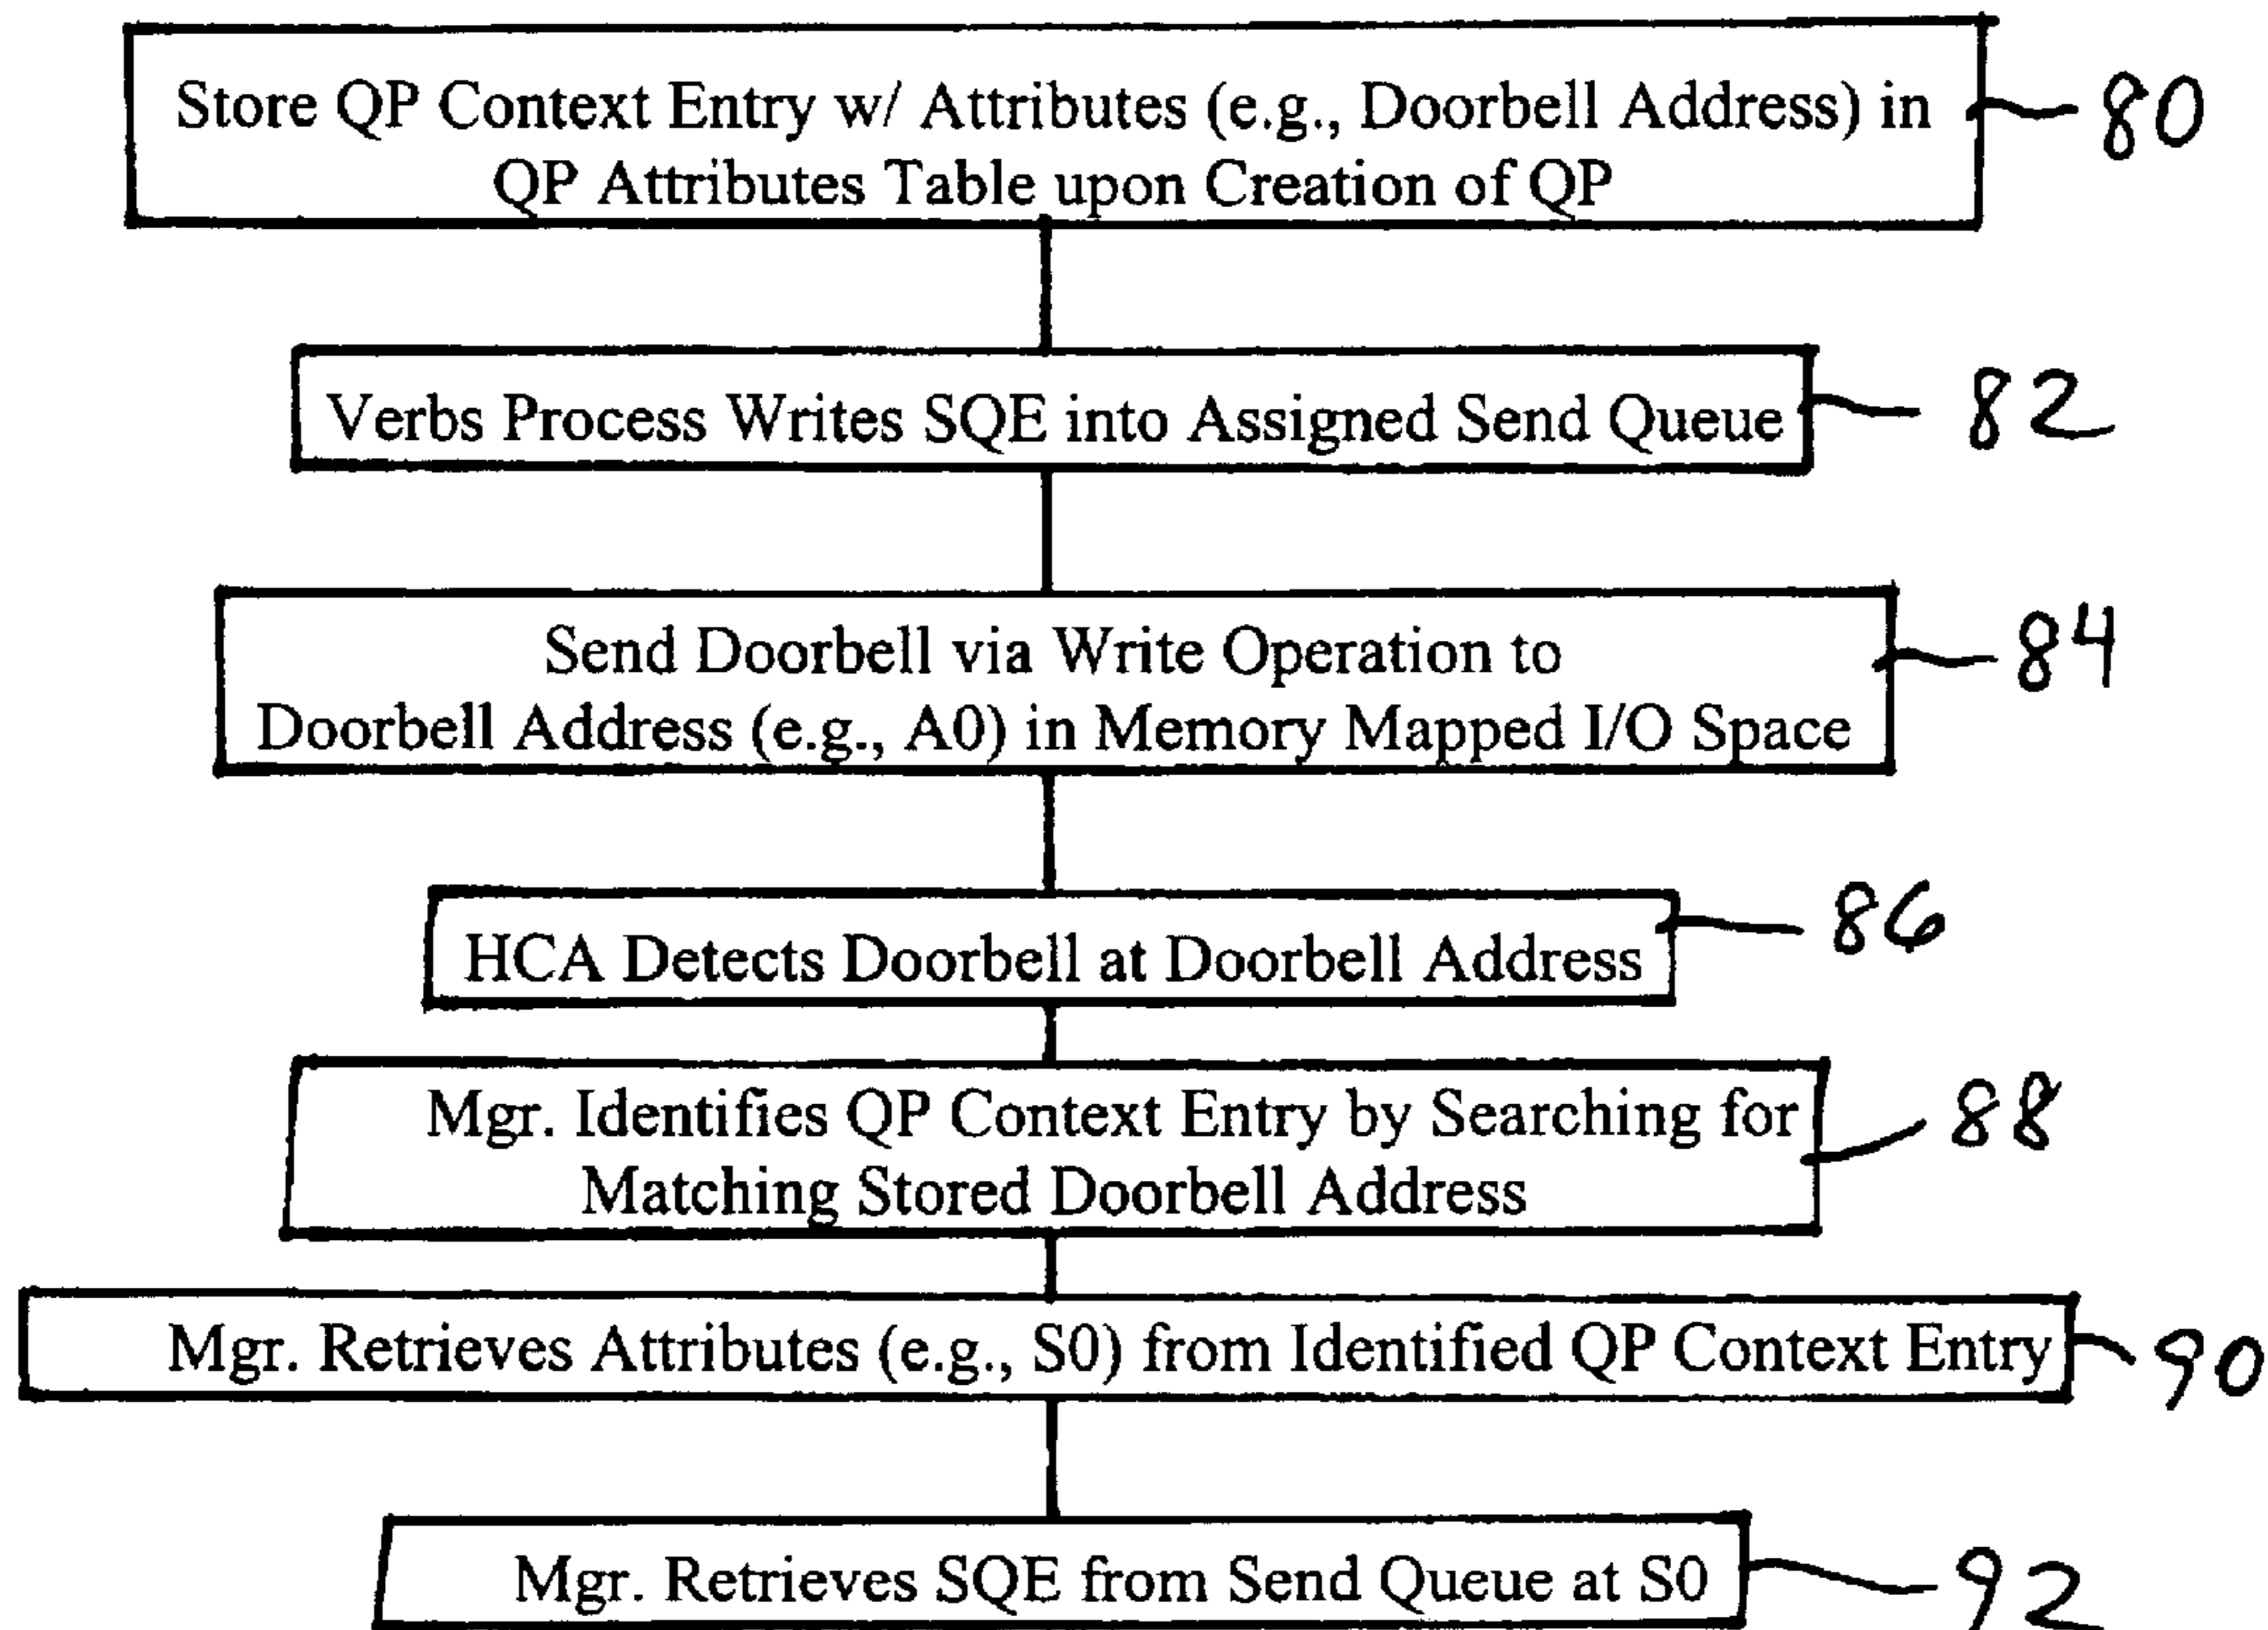 Store QP Context Entry w/ Attributes (e.g., Doorbell Address) in
QP Attributes Table upon Creation of QP
80
Verbs Process Writes SQE into Assigned Send Queue
82
Send Doorbell via Write Operation to
Doorbell Address (e.g., A0) in Memory Mapped I/O Space
84
HCA Detects Doorbell at Doorbell Address
86
Mgr. Identifies QP Context Entry by Searching for
Matching Stored Doorbell Address
88
Mgr. Retrieves Attributes (e.g., S0) from Identified QP Context Entry
90
Mgr. Retrieves SQE from Send Queue at S0
92